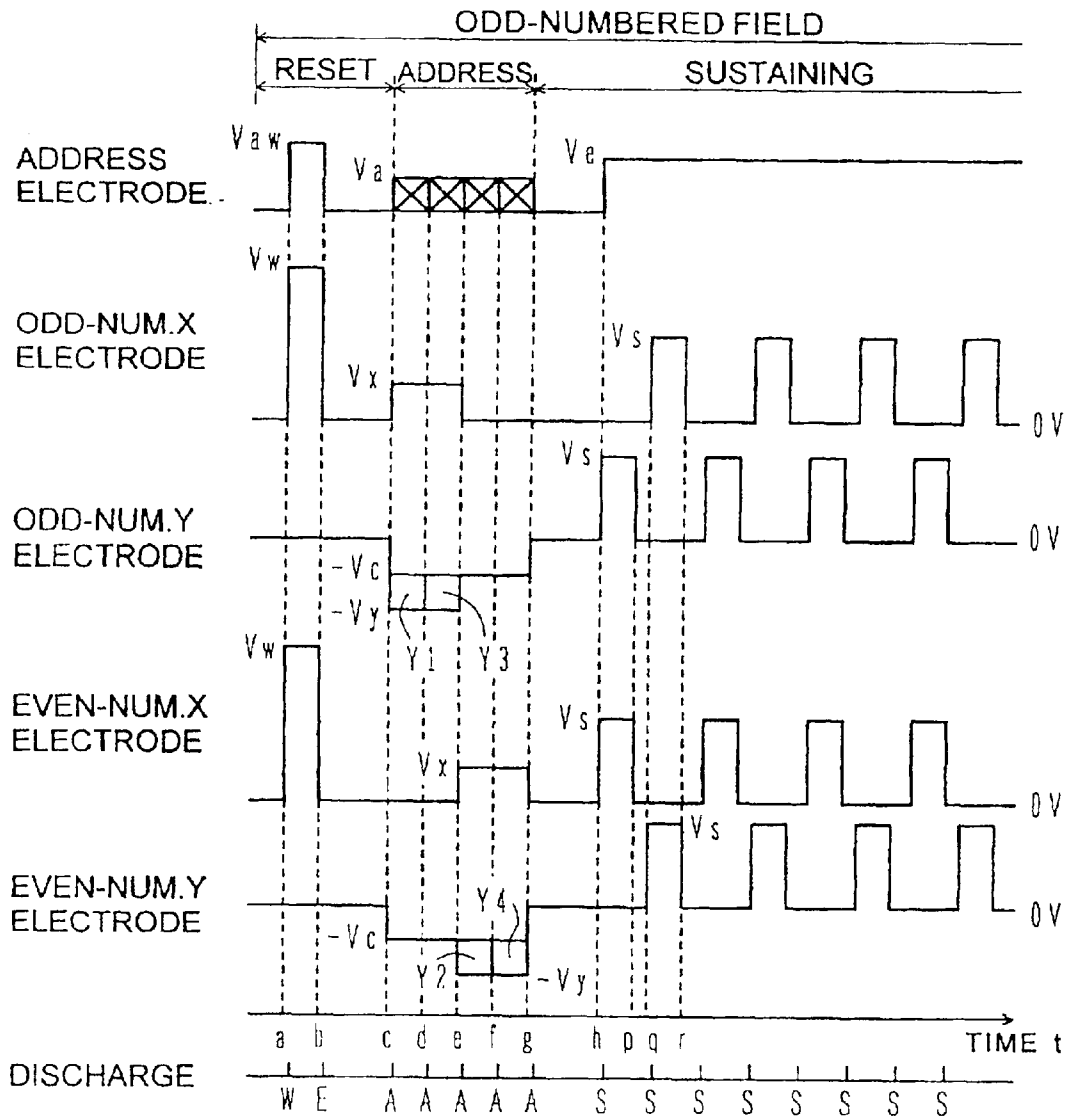 ODD-NUMBERED FIELD
RESET ADDRESS SUSTAINING
ADDRESS
ELECTRODE
Vaw
Va
Ve
ODD-NUM.X
ELECTRODE
Vw
Vx
Vs
0V
ODD-NUM.Y
ELECTRODE
Vs
0V
-Vc
-Vy
Y1 Y3
EVEN-NUM.X
ELECTRODE
Vw
Vs
Vx
0V
EVEN-NUM.Y
ELECTRODE
Vs
0V
-Vc
Y4
Y2
-Vy
a b c d e f g h p q r
TIME t
DISCHARGE
W E A A A A A S S S S S S S S